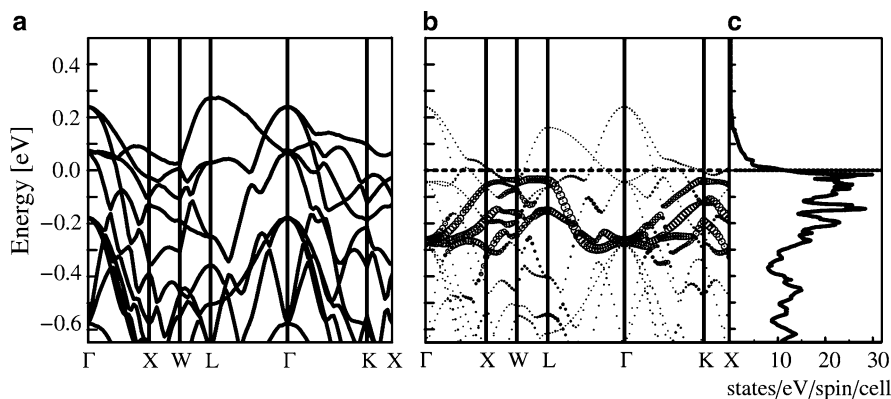 a
b
c
Energy [eV]
0.4
0.2
0.0
−0.2
−0.4
−0.6
Γ X W L Γ K X
Γ X W L Γ K X
10 20 30
states/eV/spin/cell